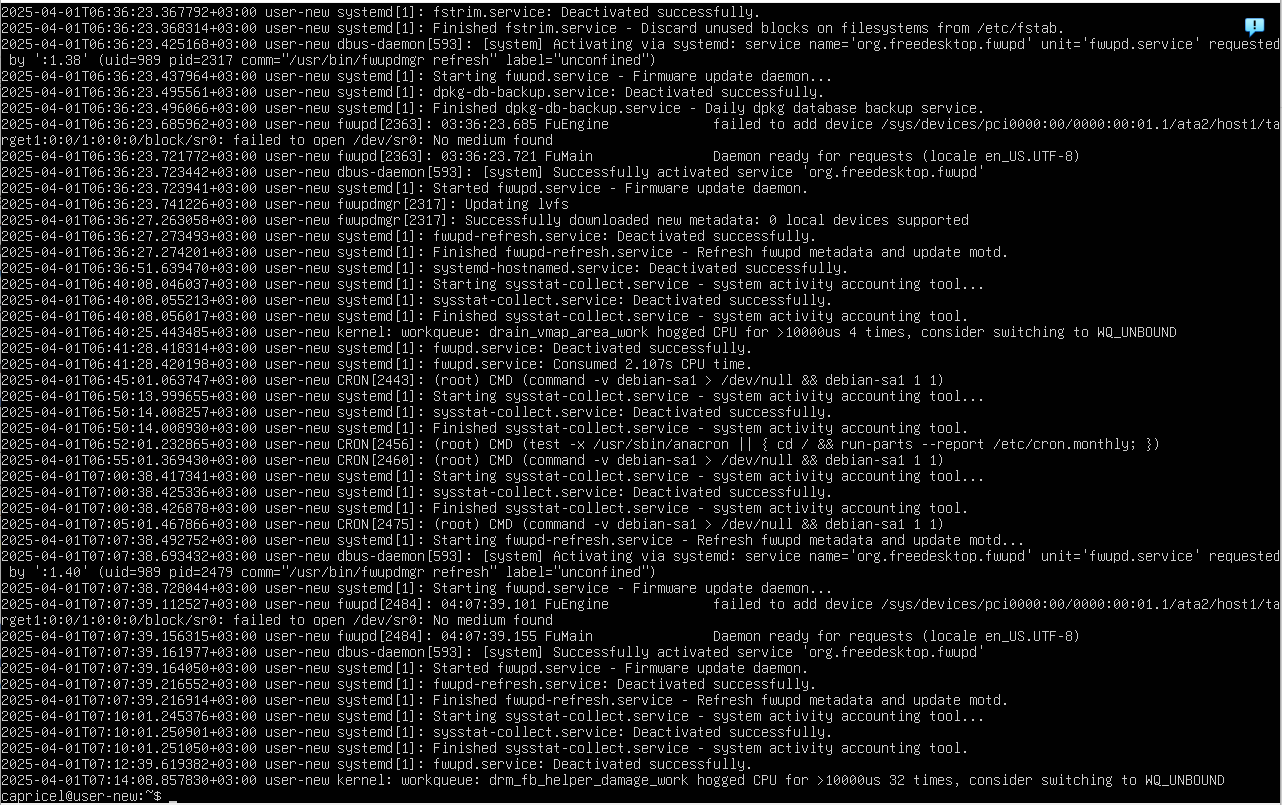 2025-04-01T06:36:23.367792+03:00 user-new systemd[1]: fstrim.service: Deactivated successfully.
2025-04-01T06:36:23.368314+03:00 user-new systemd[1]: Finished fstrim.service - Discard unused blocks on filesystems from /etc/fstab.
2025-04-01T06:36:23.425168+03:00 user-new dbus-daemon[593]: [system] Activating via systemd: service name='org.freedesktop.fwupd' unit='fwupd.service' requested
 by ':1.38' (uid=989 pid=2317 comm="/usr/bin/fwupdmgr refresh" label="unconfined")
2025-04-01T06:36:23.437964+03:00 user-new systemd[1]: Starting fwupd.service - Firmware update daemon...
2025-04-01T06:36:23.495561+03:00 user-new systemd[1]: dpkg-db-backup.service: Deactivated successfully.
2025-04-01T06:36:23.496066+03:00 user-new systemd[1]: Finished dpkg-db-backup.service - Daily dpkg database backup service.
2025-04-01T06:36:23.685962+03:00 user-new fwupd[2363]: 03:36:23.685 FuEngine             failed to add device /sys/devices/pci0000:00/0000:00:01.1/ata2/host1/ta
rget1:0:0/1:0:0:0/block/sr0: failed to open /dev/sr0: No medium found
2025-04-01T06:36:23.721772+03:00 user-new fwupd[2363]: 03:36:23.721 FuMain               Daemon ready for requests (locale en_US.UTF-8)
2025-04-01T06:36:23.723442+03:00 user-new dbus-daemon[593]: [system] Successfully activated service 'org.freedesktop.fwupd'
2025-04-01T06:36:23.723941+03:00 user-new systemd[1]: Started fwupd.service - Firmware update daemon.
2025-04-01T06:36:23.741226+03:00 user-new fwupdmgr[2317]: Updating lvfs
2025-04-01T06:36:27.263058+03:00 user-new fwupdmgr[2317]: Successfully downloaded new metadata: 0 local devices supported
2025-04-01T06:36:27.273493+03:00 user-new systemd[1]: fwupd-refresh.service: Deactivated successfully.
2025-04-01T06:36:27.274201+03:00 user-new systemd[1]: Finished fwupd-refresh.service - Refresh fwupd metadata and update motd.
2025-04-01T06:36:51.639470+03:00 user-new systemd[1]: systemd-hostnamed.service: Deactivated successfully.
2025-04-01T06:40:08.046037+03:00 user-new systemd[1]: Starting sysstat-collect.service - system activity accounting tool...
2025-04-01T06:40:08.055213+03:00 user-new systemd[1]: sysstat-collect.service: Deactivated successfully.
2025-04-01T06:40:08.056017+03:00 user-new systemd[1]: Finished sysstat-collect.service - system activity accounting tool.
2025-04-01T06:40:25.443485+03:00 user-new kernel: workqueue: drain_vmap_area_work hogged CPU for >10000us 4 times, consider switching to WQ_UNBOUND
2025-04-01T06:41:28.418314+03:00 user-new systemd[1]: fwupd.service: Deactivated successfully.
2025-04-01T06:41:28.420198+03:00 user-new systemd[1]: fwupd.service: Consumed 2.107s CPU time.
2025-04-01T06:45:01.063747+03:00 user-new CRON[2443]: (root) CMD (command -v debian-sa1 > /dev/null && debian-sa1 1 1)
2025-04-01T06:50:13.999655+03:00 user-new systemd[1]: Starting sysstat-collect.service - system activity accounting tool...
2025-04-01T06:50:14.008257+03:00 user-new systemd[1]: sysstat-collect.service: Deactivated successfully.
2025-04-01T06:50:14.008930+03:00 user-new systemd[1]: Finished sysstat-collect.service - system activity accounting tool.
2025-04-01T06:52:01.232865+03:00 user-new CRON[2456]: (root) CMD (test -x /usr/sbin/anacron || { cd / && run-parts --report /etc/cron.monthly; })
2025-04-01T06:55:01.369430+03:00 user-new CRON[2460]: (root) CMD (command -v debian-sa1 > /dev/null && debian-sa1 1 1)
2025-04-01T07:00:38.417341+03:00 user-new systemd[1]: Starting sysstat-collect.service - system activity accounting tool...
2025-04-01T07:00:38.425336+03:00 user-new systemd[1]: sysstat-collect.service: Deactivated successfully.
2025-04-01T07:00:38.426878+03:00 user-new systemd[1]: Finished sysstat-collect.service - system activity accounting tool.
2025-04-01T07:05:01.467866+03:00 user-new CRON[2475]: (root) CMD (command -v debian-sa1 > /dev/null && debian-sa1 1 1)
2025-04-01T07:07:38.492752+03:00 user-new systemd[1]: Starting fwupd-refresh.service - Refresh fwupd metadata and update motd...
2025-04-01T07:07:38.693432+03:00 user-new dbus-daemon[593]: [system] Activating via systemd: service name='org.freedesktop.fwupd' unit='fwupd.service' requested
 by ':1.40' (uid=989 pid=2479 comm="/usr/bin/fwupdmgr refresh" label="unconfined")
2025-04-01T07:07:38.728044+03:00 user-new systemd[1]: Starting fwupd.service - Firmware update daemon...
2025-04-01T07:07:39.112527+03:00 user-new fwupd[2484]: 04:07:39.101 FuEngine             failed to add device /sys/devices/pci0000:00/0000:00:01.1/ata2/host1/ta
rget1:0:0/1:0:0:0/block/sr0: failed to open /dev/sr0: No medium found
2025-04-01T07:07:39.156315+03:00 user-new fwupd[2484]: 04:07:39.155 FuMain               Daemon ready for requests (locale en_US.UTF-8)
2025-04-01T07:07:39.161977+03:00 user-new dbus-daemon[593]: [system] Successfully activated service 'org.freedesktop.fwupd'
2025-04-01T07:07:39.164050+03:00 user-new systemd[1]: Started fwupd.service - Firmware update daemon.
2025-04-01T07:07:39.216552+03:00 user-new systemd[1]: fwupd-refresh.service: Deactivated successfully.
2025-04-01T07:07:39.216914+03:00 user-new systemd[1]: Finished fwupd-refresh.service - Refresh fwupd metadata and update motd.
2025-04-01T07:10:01.245376+03:00 user-new systemd[1]: Starting sysstat-collect.service - system activity accounting tool...
2025-04-01T07:10:01.250901+03:00 user-new systemd[1]: sysstat-collect.service: Deactivated successfully.
2025-04-01T07:10:01.251050+03:00 user-new systemd[1]: Finished sysstat-collect.service - system activity accounting tool.
2025-04-01T07:12:39.619382+03:00 user-new systemd[1]: fwupd.service: Deactivated successfully.
2025-04-01T07:14:08.857830+03:00 user-new kernel: workqueue: drm_fb_helper_damage_work hogged CPU for >10000us 32 times, consider switching to WQ_UNBOUND
capricel@user-new:~$ _